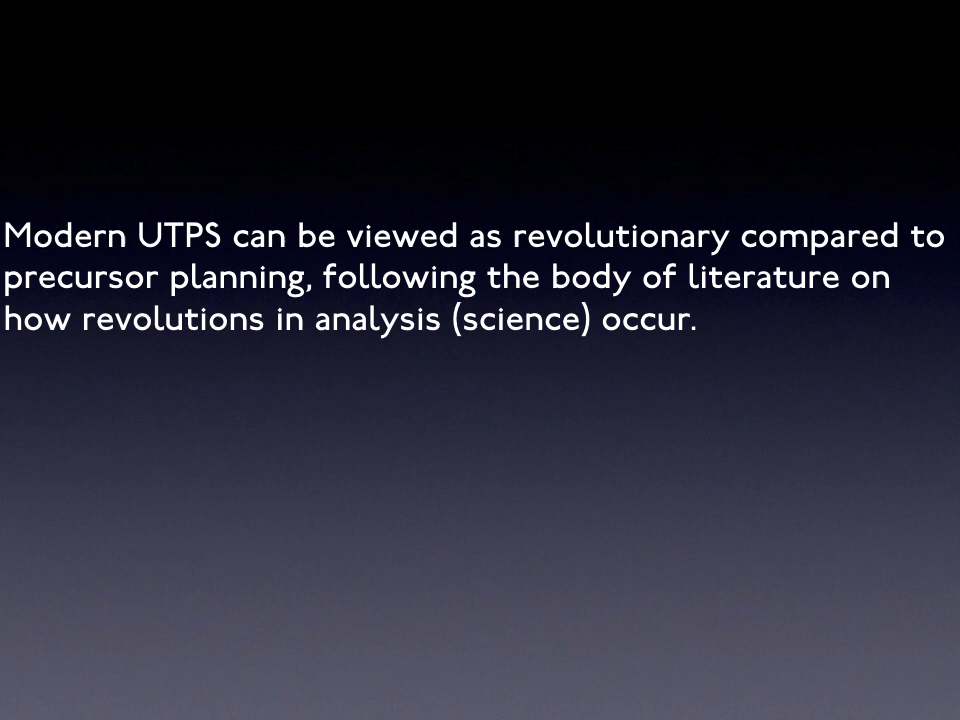 Modern UTPS can be viewed as revolutionary compared to
precursor planning, following the body of literature on
how revolutions in analysis (science) occur.